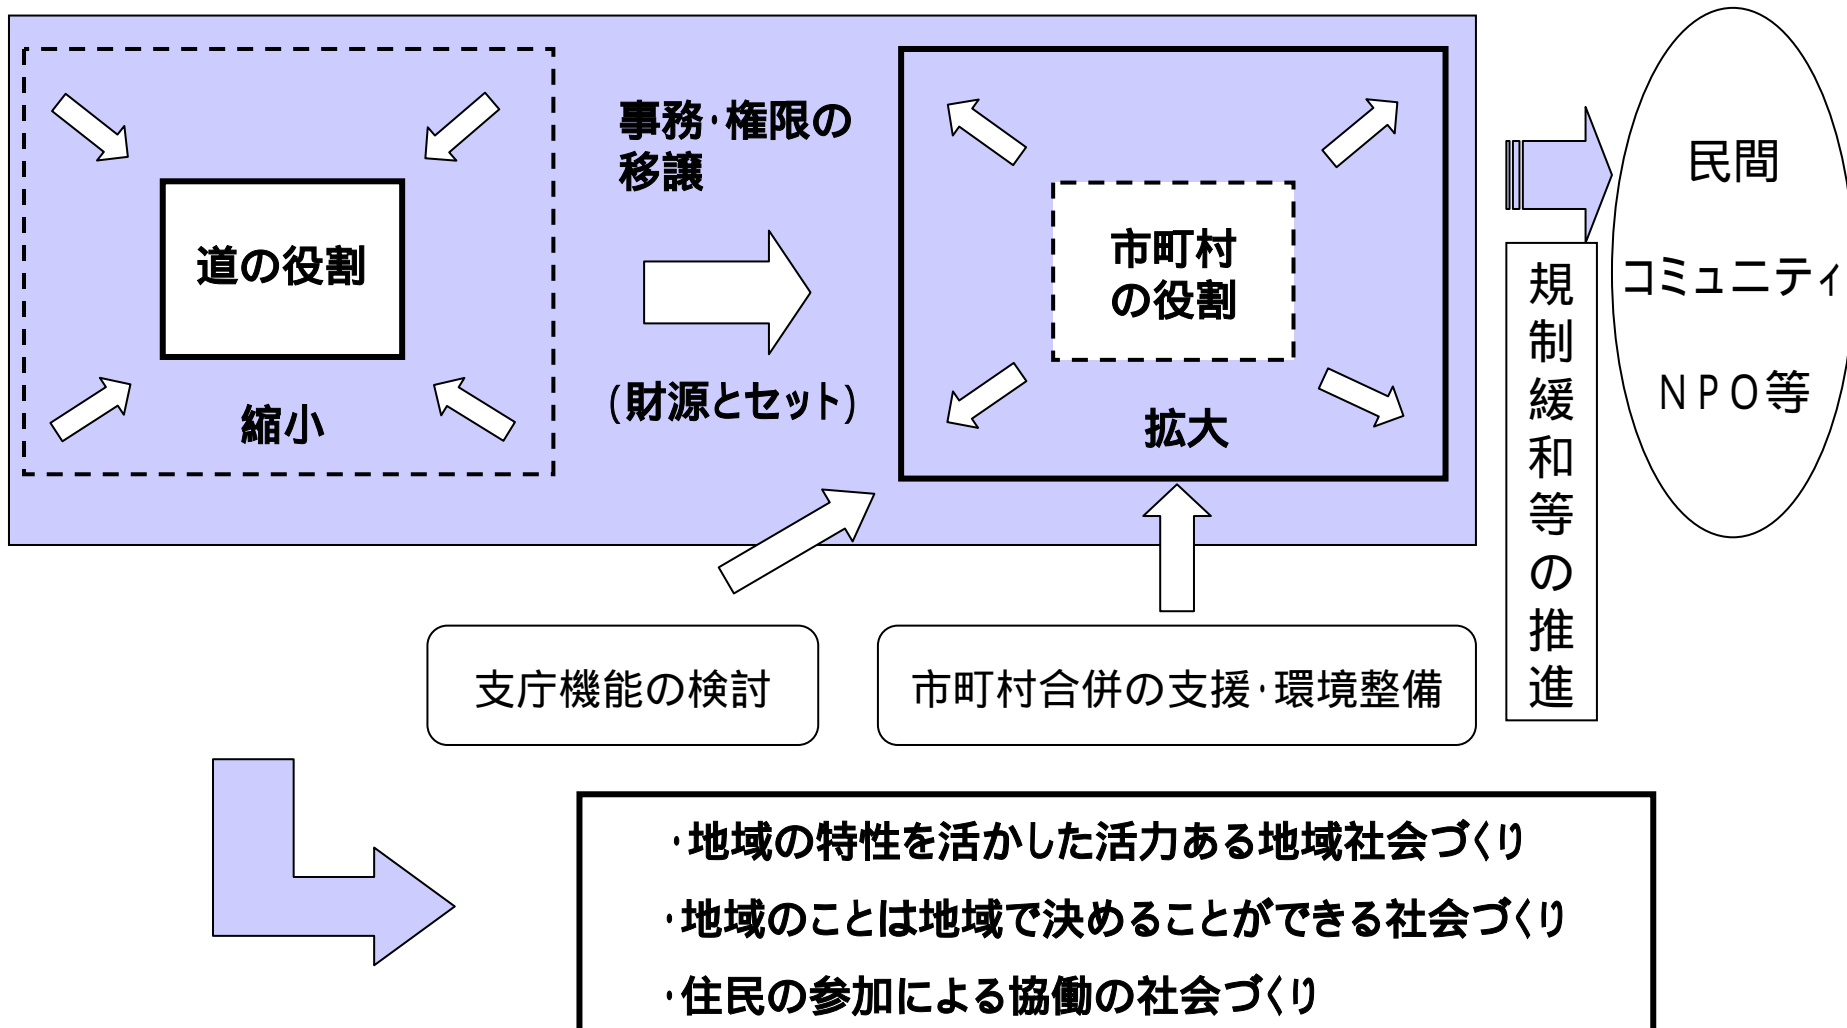 事務・権限の
移譲
道の役割
縮小
(財源とセット)
市町村
の役割
拡大
民間
コミュニティ
NPO等
規制緩和等の推進
支庁機能の検討
市町村合併の支援・環境整備
・地域の特性を活かした活力ある地域社会づくり
・地域のことは地域で決めることができる社会づくり
・住民の参加による協働の社会づくり